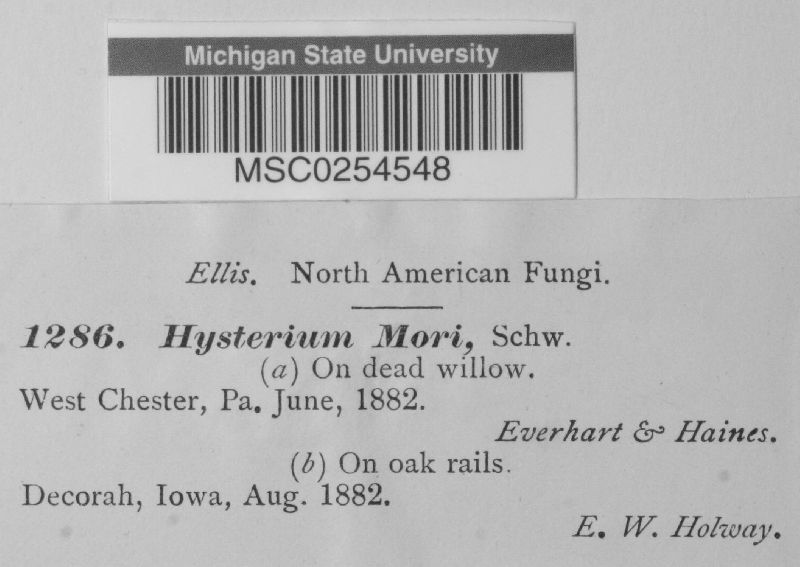 Michigan State University
MSC0254548
Ellis. North American Fungi.
1286. Hysterium Mori, Schw.
(a) On dead willow.
West Chester, Pa. June, 1882.
Everhart & Haines.
(b) On oak rails.
Decorah, Iowa, Aug. 1882.
E. W. Holway.